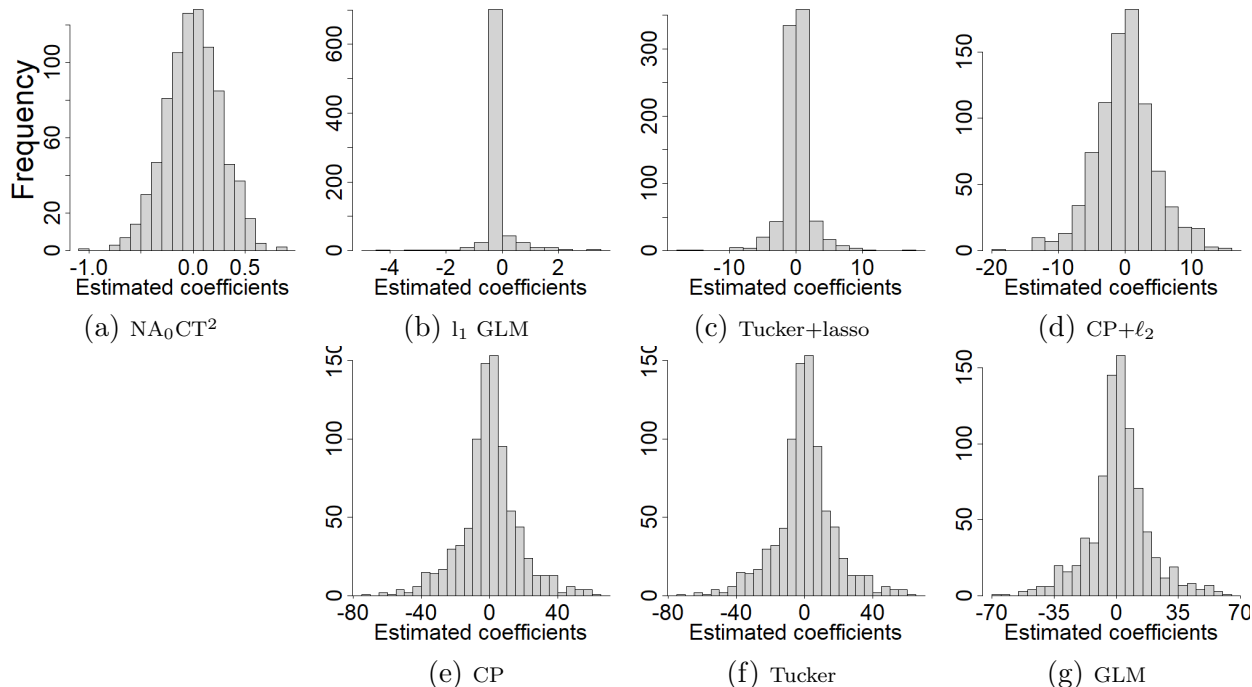 Frequency
0 20 60 100
-1.0 0.0 0.5
Estimated coefficients
(a) NA₀CT²
0 200 400 600
-4 -2 0 2
Estimated coefficients
(b) l₁ GLM
0 100 200 300
-10 0 10
Estimated coefficients
(c) Tucker+lasso
0 50 100 150
-20 -10 0 10
Estimated coefficients
(d) CP+ℓ₂
0 50 100 150
-80 -40 0 40
Estimated coefficients
(e) CP
0 50 100 150
-80 -40 0 40
Estimated coefficients
(f) Tucker
0 50 100 150
-70 -35 0 35 70
Estimated coefficients
(g) GLM